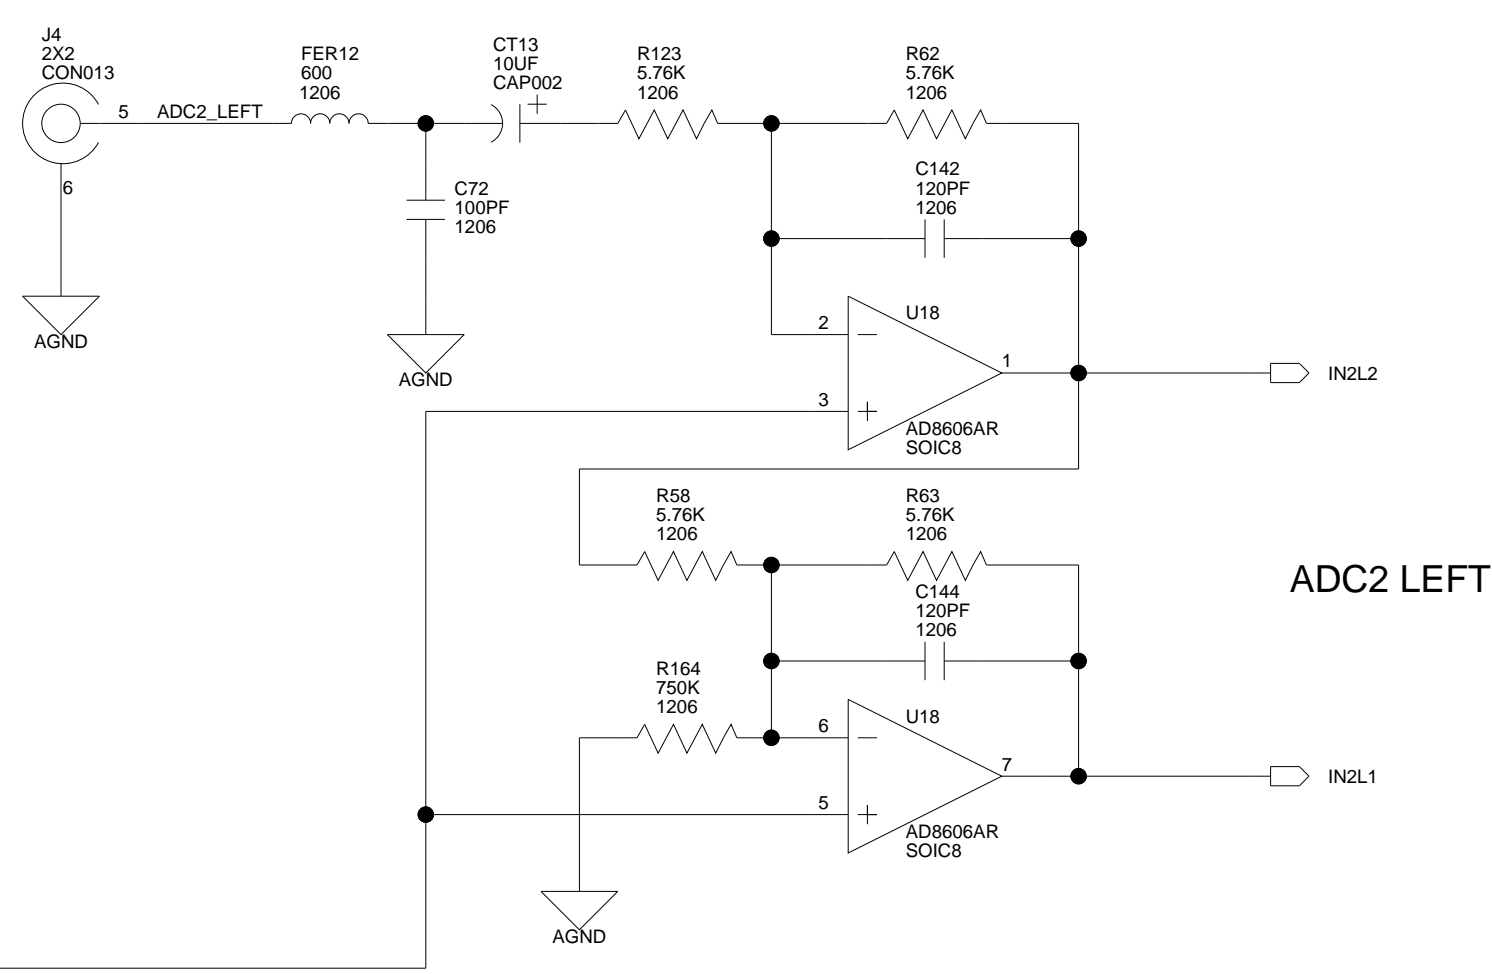 J4
2X2
CON013
5
ADC2_LEFT
6
AGND
FER12
600
1206
C72
100PF
1206
AGND
CT13
10UF
CAP002
+
R123
5.76K
1206
R62
5.76K
1206
C142
120PF
1206
U18
2
−
3
+
1
AD8606AR
SOIC8
IN2L2
R58
5.76K
1206
R63
5.76K
1206
C144
120PF
1206
ADC2 LEFT
R164
750K
1206
U18
6
−
5
+
7
AD8606AR
SOIC8
IN2L1
AGND